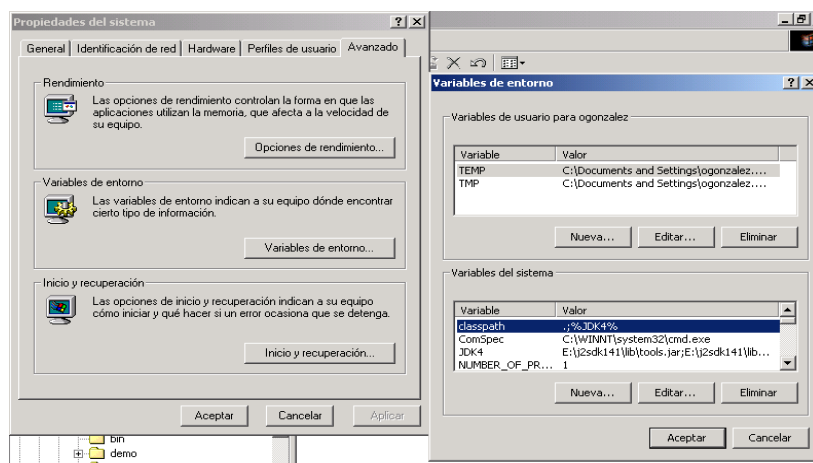 Propiedades del sistema
General Identificación de red Hardware Perfiles de usuario Avanzado
Rendimiento
Las opciones de rendimiento controlan la forma en que las
aplicaciones utilizan la memoria, que afecta a la velocidad de
su equipo.
Opciones de rendimiento...
Variables de entorno
Las variables de entorno indican a su equipo dónde encontrar
cierto tipo de información.
Variables de entorno...
Inicio y recuperación
Las opciones de inicio y recuperación indican a su equipo
cómo iniciar y qué hacer si un error ocasiona que se detenga.
Inicio y recuperación...
Aceptar Cancelar Aplicar
bin
demo
Variables de entorno
Variables de usuario para ogonzalez
Variable Valor
TEMP C:\Documents and Settings\ogonzalez....
TMP C:\Documents and Settings\ogonzalez....
Nueva... Editar... Eliminar
Variables del sistema
Variable Valor
classpath .;%JDK4%
ComSpec C:\WINNT\system32\cmd.exe
JDK4 E:\j2sdk141\lib\tools.jar;E:\j2sdk141\lib...
NUMBER_OF_PR... 1
Nueva... Editar... Eliminar
Aceptar Cancelar